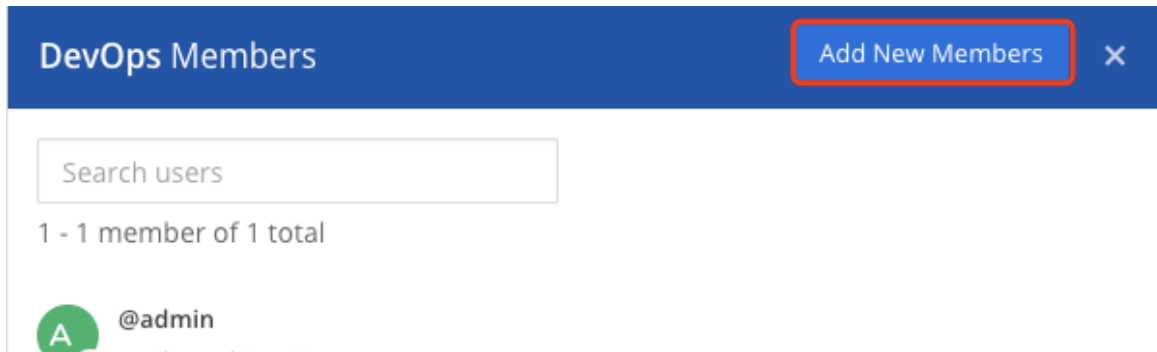 DevOps Members
Add New Members ×
Search users
1 - 1 member of 1 total
A
@admin